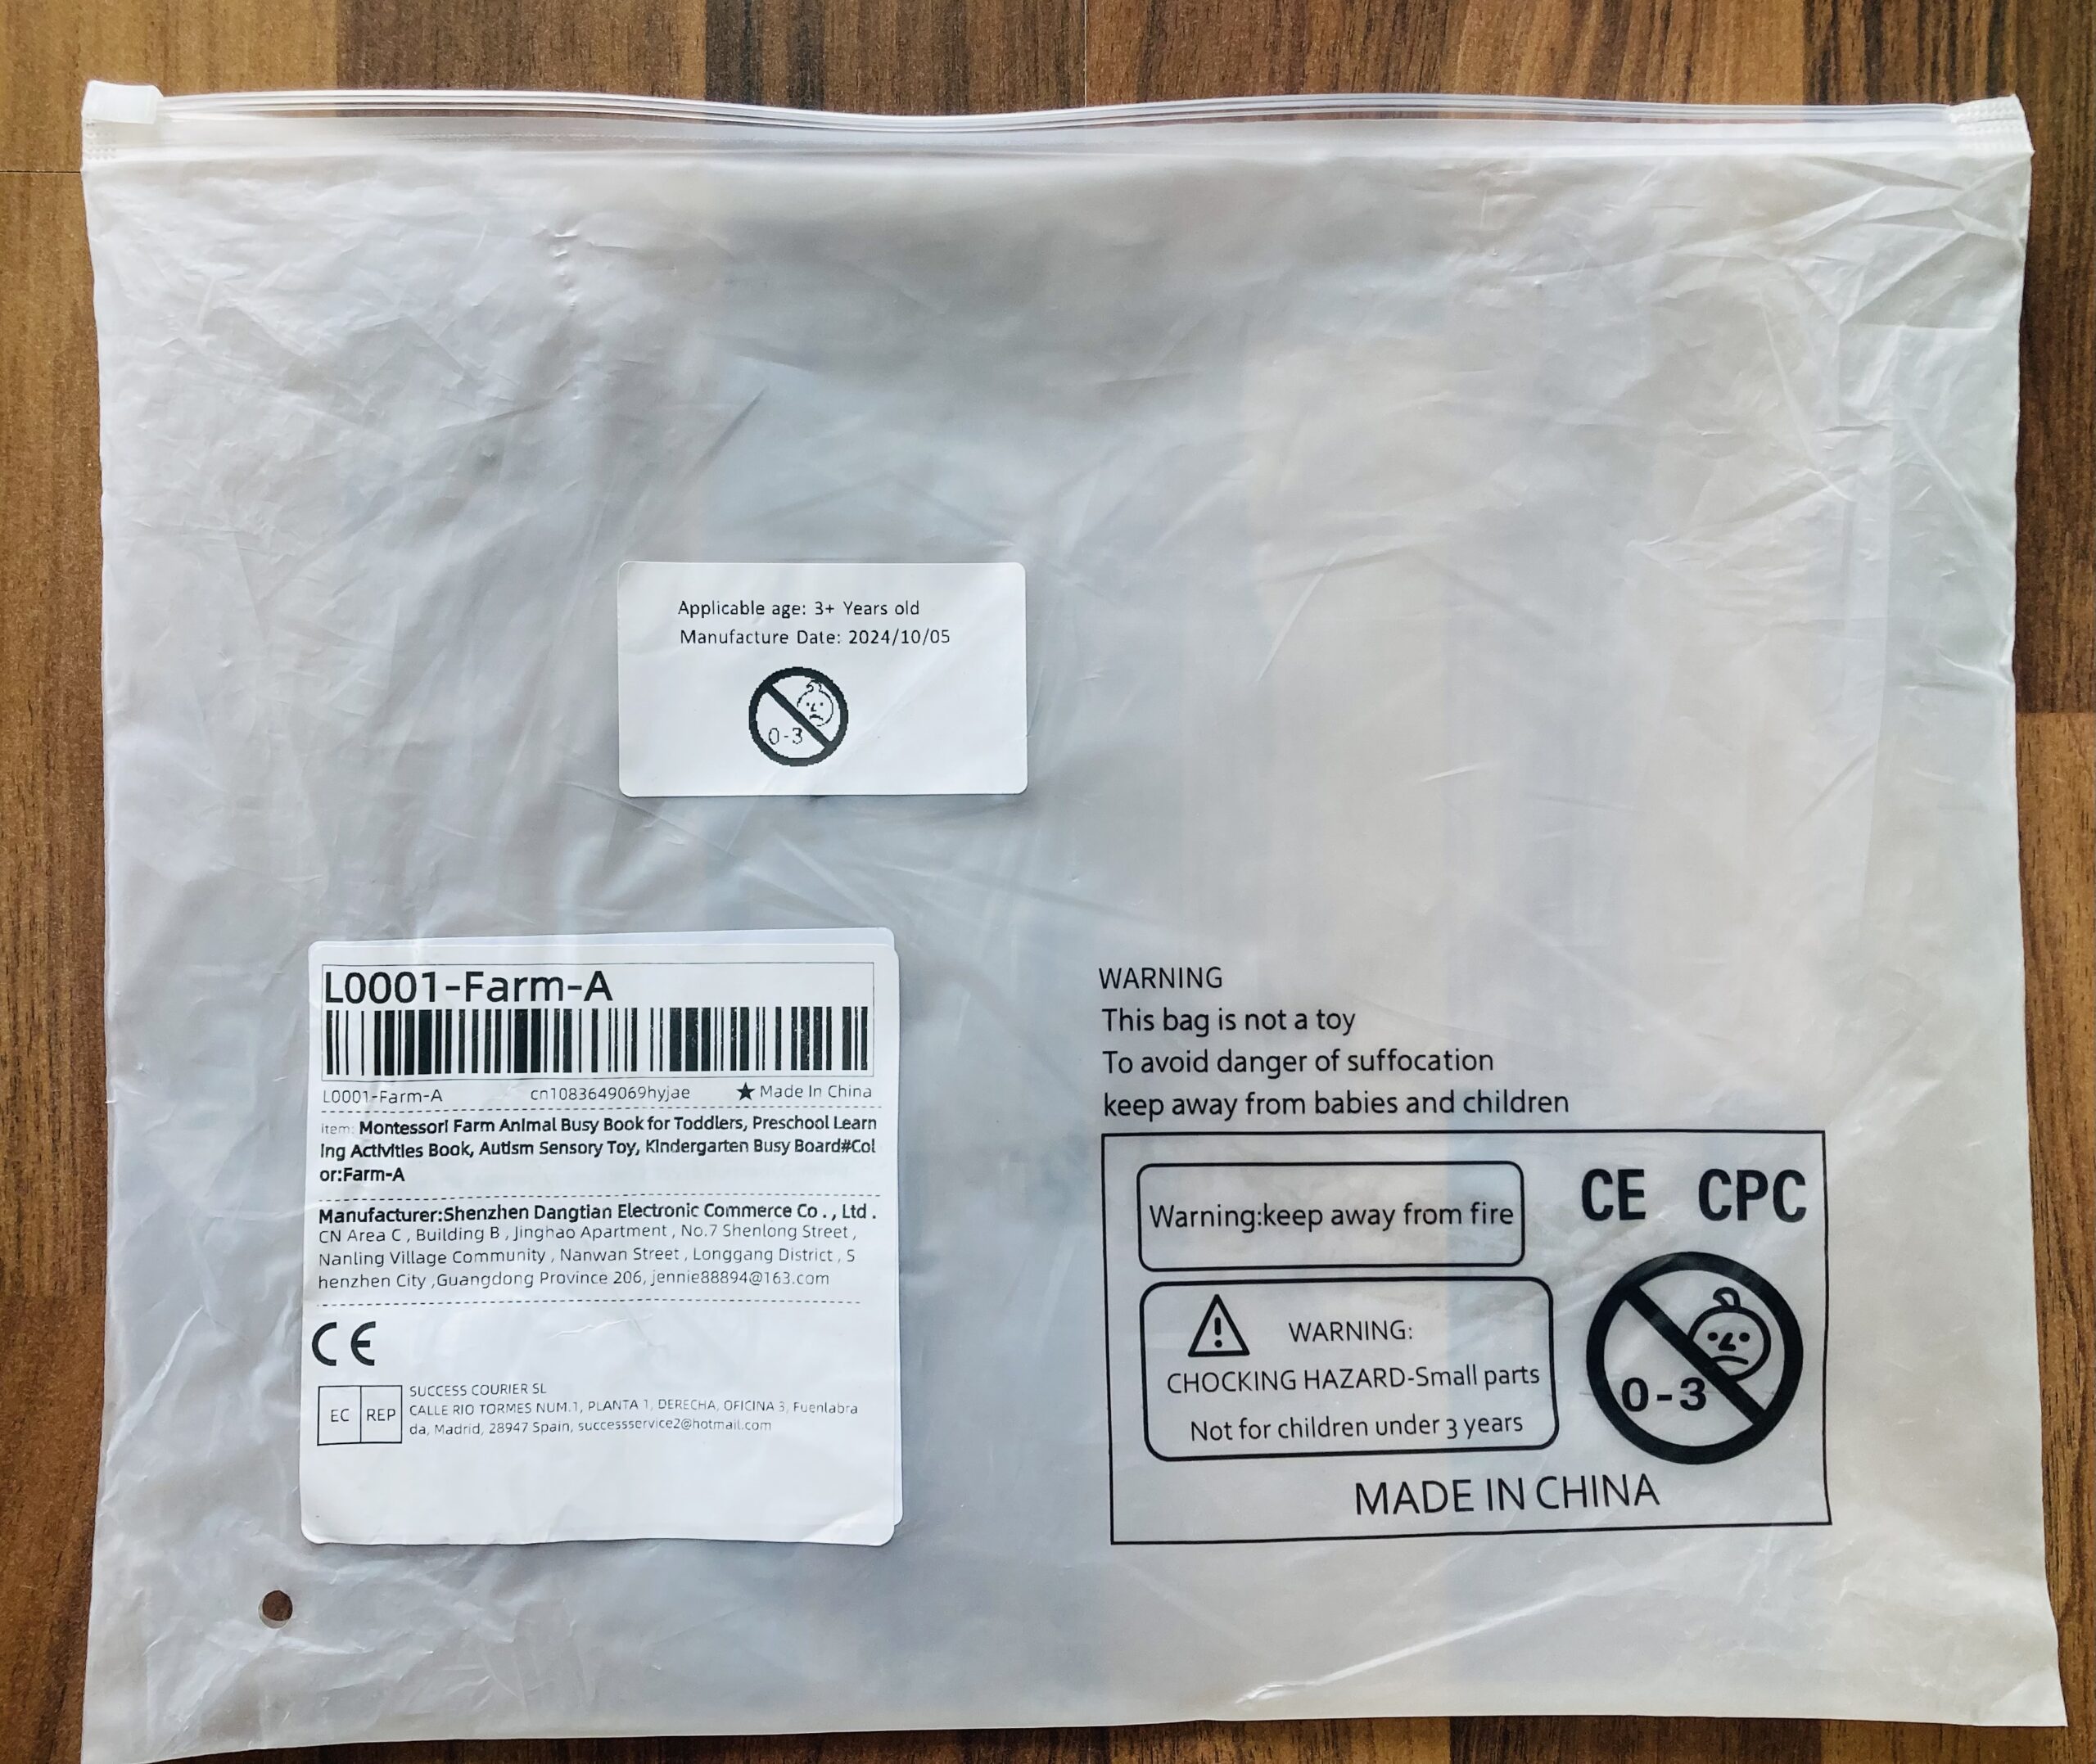 Applicable age: 3+ Years old
Manufacture Date: 2024/10/05
0-3
L0001-Farm-A
L0001-Farm-A cn1083649069hyjae ★ Made In China
item: Montessori Farm Animal Busy Book for Toddlers, Preschool Learn
ing Activities Book, Autism Sensory Toy, Kindergarten Busy Board#Col
or:Farm-A
Manufacturer:Shenzhen Dangtian Electronic Commerce Co., Ltd.
CN Area C, Building B, Jinghao Apartment, No.7 Shenlong Street,
Nanling Village Community, Nanwan Street, Longgang District, S
henzhen City,Guangdong Province 206, jennie88894@163.com
CE
EC REP
SUCCESS COURIER SL
CALLE RIO TORMES NUM.1, PLANTA 1, DERECHA, OFICINA 3, Fuenlabra
da, Madrid, 28947 Spain, successservice2@hotmail.com
WARNING
This bag is not a toy
To avoid danger of suffocation
keep away from babies and children
Warning:keep away from fire
CE CPC
WARNING:
CHOCKING HAZARD-Small parts
Not for children under 3 years
0-3
MADE IN CHINA